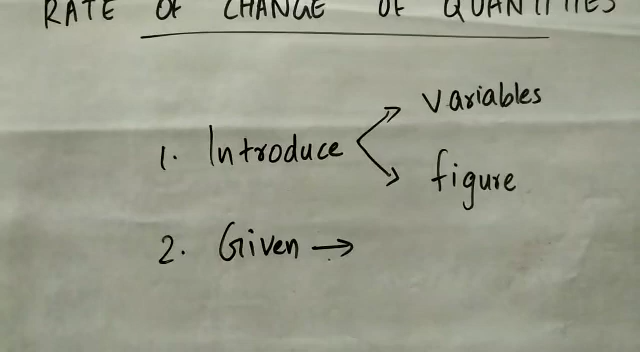 RATE OF CHANGE OF QUANTITIES
1. Introduce
variables
figure
2. Given →